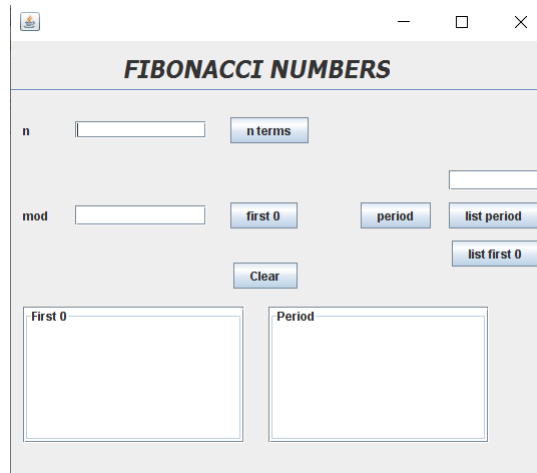 FIBONACCI NUMBERS
n n terms
mod first 0 period list period
list first 0
Clear
First 0 Period